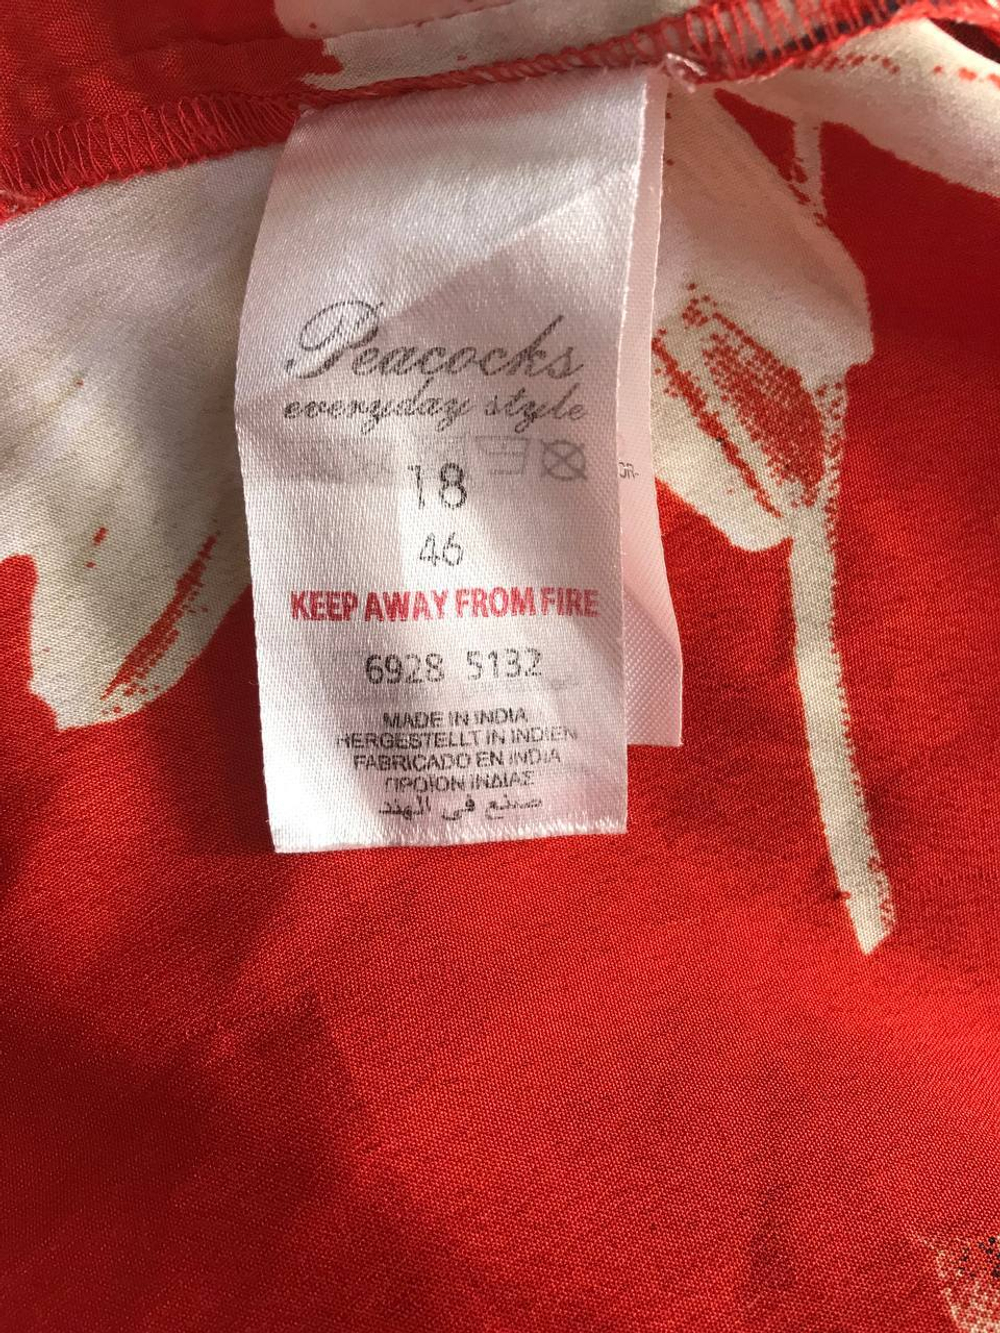 Peacocks
everyday style
18
46
KEEP AWAY FROM FIRE
6928 5132
MADE IN INDIA
HERGESTELLT IN INDIEN
FABRICADO EN INDIA
ΠΡΟΪΟΝ ΙΝΔΙΑΣ
صنع في الهند